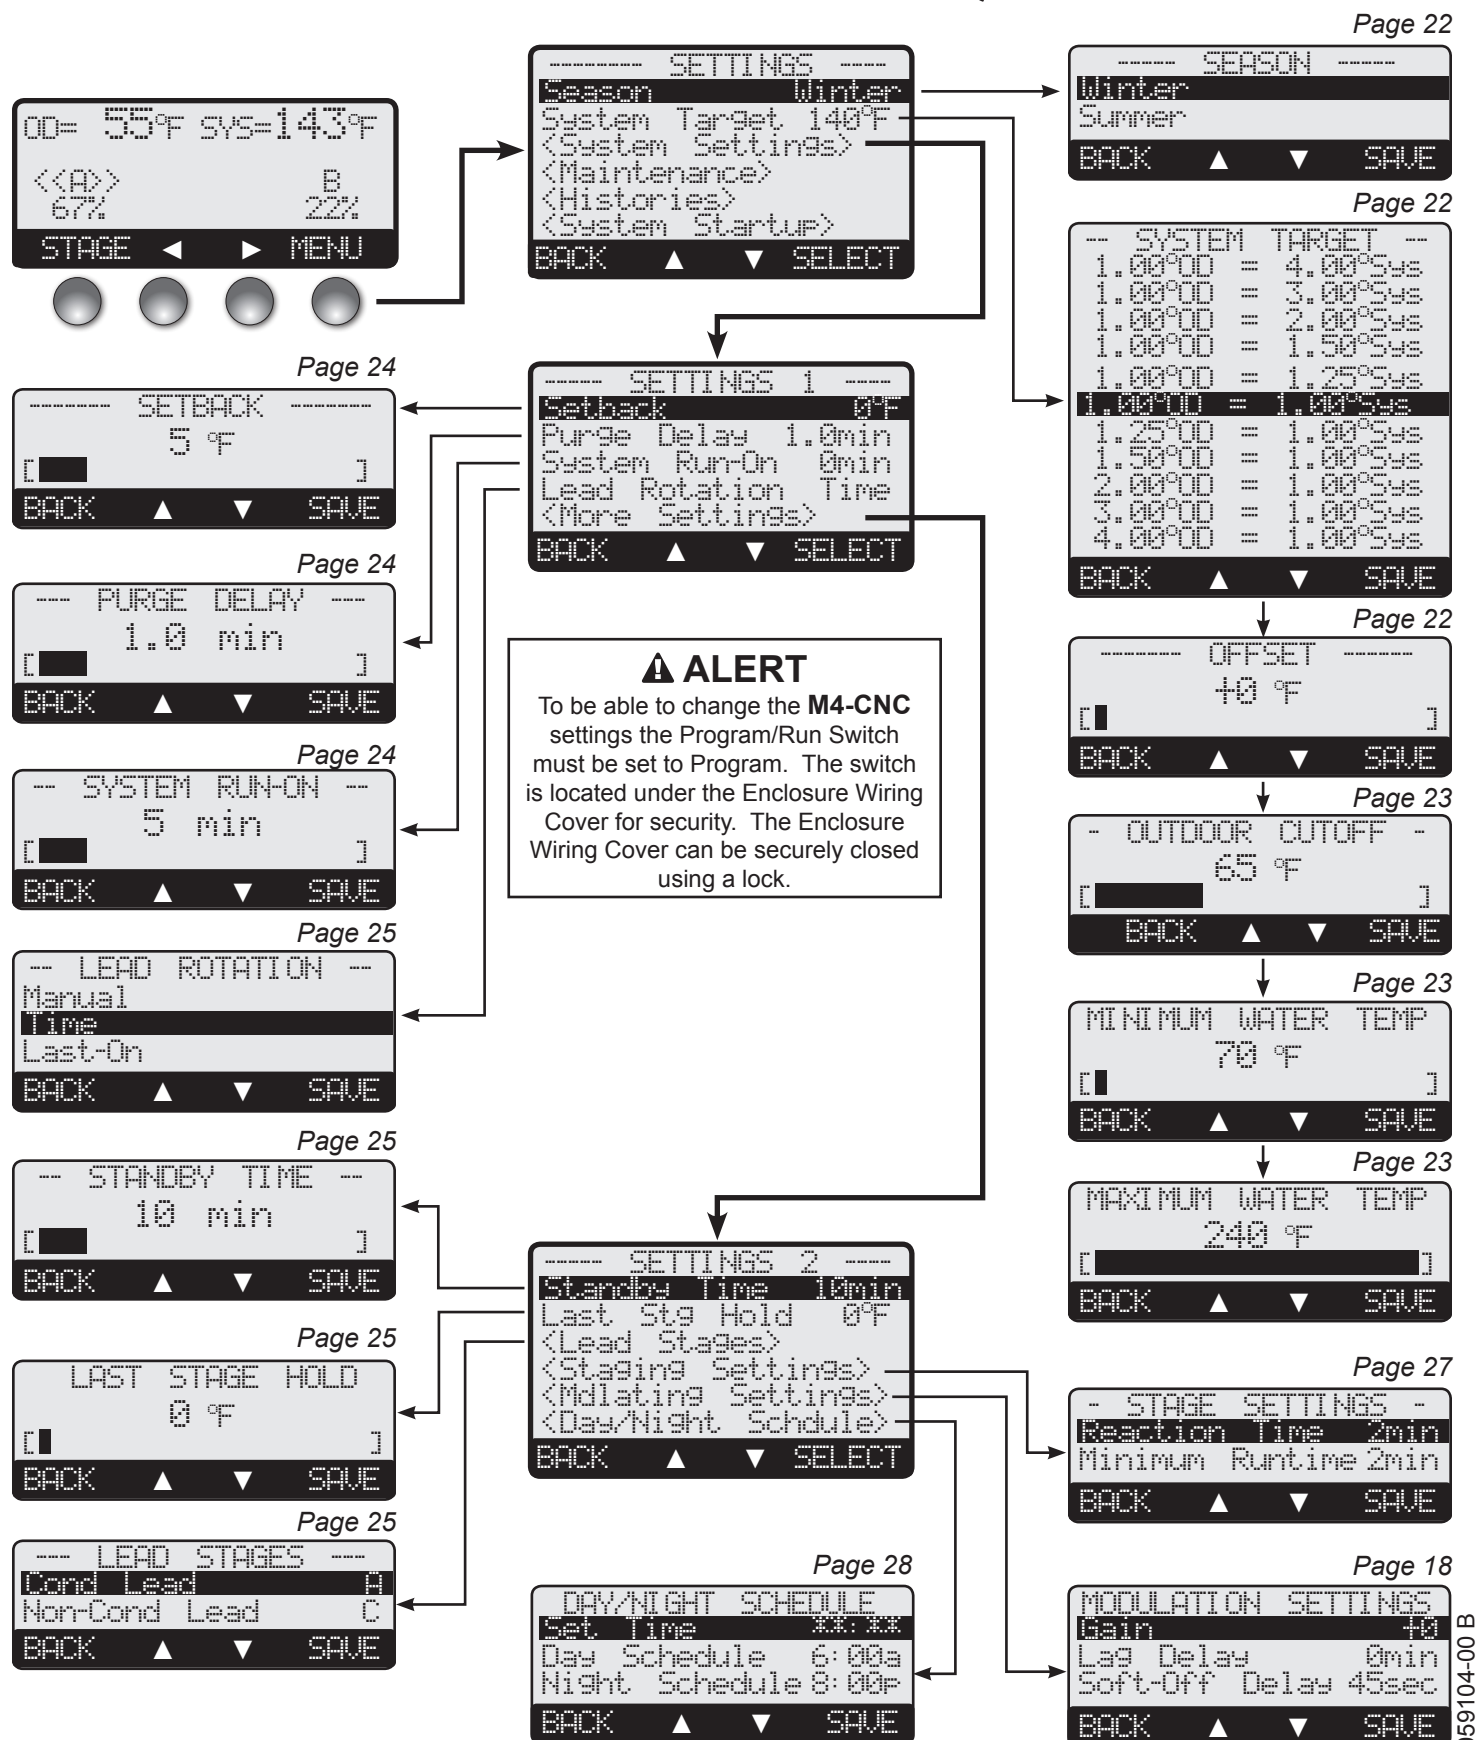 Page 22
OD= 55°F SYS=143°F
<<A>> B
67% 22%
STAGE ◄ ► MENU
------- SETTINGS ----
Season Winter
System Target 140°F
<System Settings>
<Maintenance>
<Histories>
<System Startup>
BACK ▲ ▼ SELECT
----- SEASON -----
Winter
Summer
BACK ▲ ▼ SAVE
Page 22
-- SYSTEM TARGET --
1.00°OD = 4.00°Sys
1.00°OD = 3.00°Sys
1.00°OD = 2.00°Sys
1.00°OD = 1.50°Sys
1.00°OD = 1.25°Sys
1.00°OD = 1.00°Sys
1.25°OD = 1.00°Sys
1.50°OD = 1.00°Sys
2.00°OD = 1.00°Sys
3.00°OD = 1.00°Sys
4.00°OD = 1.00°Sys
BACK ▲ ▼ SAVE
Page 24
------ SETBACK ------
5 °F
[ ]
BACK ▲ ▼ SAVE
----- SETTINGS 1 ----
Setback 0°F
Purge Delay 1.0min
System Run-On 0min
Lead Rotation Time
<More Settings>
BACK ▲ ▼ SELECT
Page 24
--- PURGE DELAY ---
1.0 min
[ ]
BACK ▲ ▼ SAVE
Page 22
------ OFFSET -----
+0 °F
[ ]
BACK ▲ ▼ SAVE
ALERT
To be able to change the M4-CNC
settings the Program/Run Switch
must be set to Program. The switch
is located under the Enclosure Wiring
Cover for security. The Enclosure
Wiring Cover can be securely closed
using a lock.
Page 24
-- SYSTEM RUN-ON --
5 min
[ ]
BACK ▲ ▼ SAVE
Page 23
- OUTDOOR CUTOFF -
65 °F
[ ]
BACK ▲ ▼ SAVE
Page 25
-- LEAD ROTATION --
Manual
Time
Last-On
BACK ▲ ▼ SAVE
Page 23
MINIMUM WATER TEMP
70 °F
[ ]
BACK ▲ ▼ SAVE
Page 25
-- STANDBY TIME --
10 min
[ ]
BACK ▲ ▼ SAVE
Page 23
MAXIMUM WATER TEMP
240 °F
[ ]
BACK ▲ ▼ SAVE
----- SETTINGS 2 ----
Standby Time 10min
Last Stg Hold 0°F
<Lead Stages>
<Staging Settings>
<Mdlating Settings>
<Day/Night Schdule>
BACK ▲ ▼ SELECT
Page 25
LAST STAGE HOLD
0 °F
[ ]
BACK ▲ ▼ SAVE
Page 27
- STAGE SETTINGS -
Reaction Time 2min
Minimum Runtime 2min
BACK ▲ ▼ SAVE
Page 25
--- LEAD STAGES ---
Cond Lead A
Non-Cond Lead C
BACK ▲ ▼ SAVE
Page 28
DAY/NIGHT SCHEDULE
Set Time **:**
Day Schedule 6:00a
Night Schedule 8:00p
BACK ▲ ▼ SAVE
Page 18
MODULATION SETTINGS
Gain +0
Lag Delay 0min
Soft-Off Delay 45sec
BACK ▲ ▼ SAVE
059104-00 B